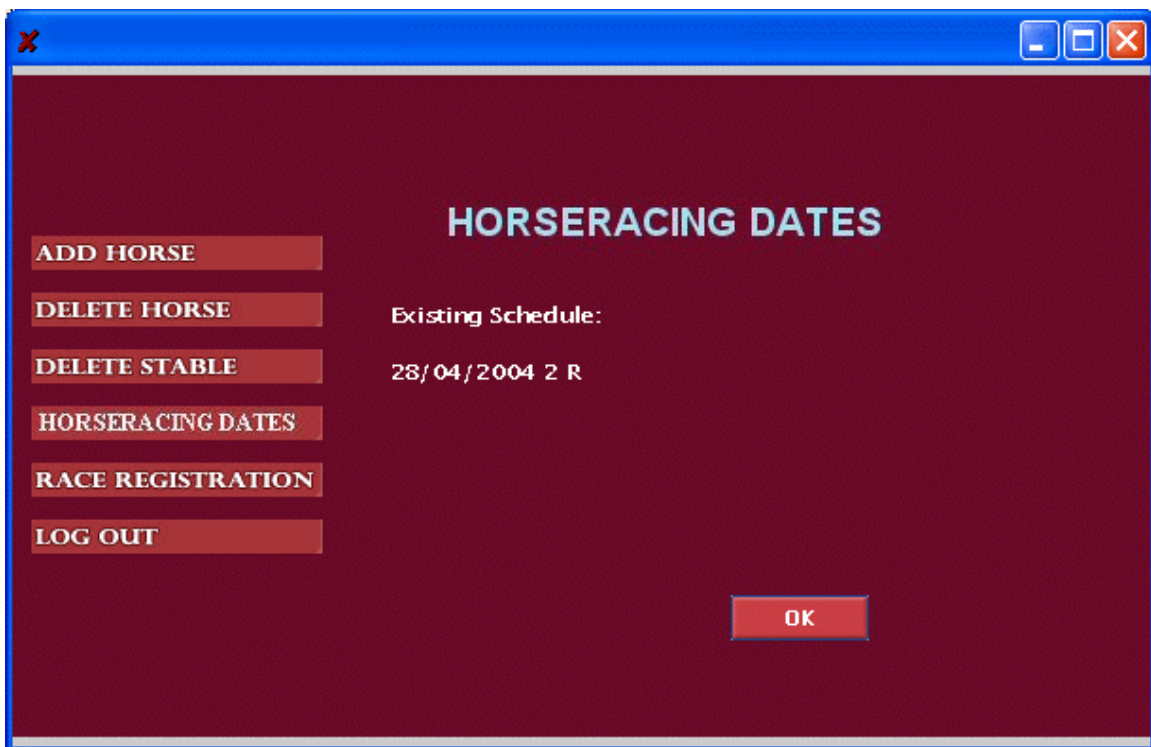 HORSERACING DATES
ADD HORSE
DELETE HORSE
DELETE STABLE
HORSERACING DATES
RACE REGISTRATION
LOG OUT
Existing Schedule:
28/04/2004 2 R
OK